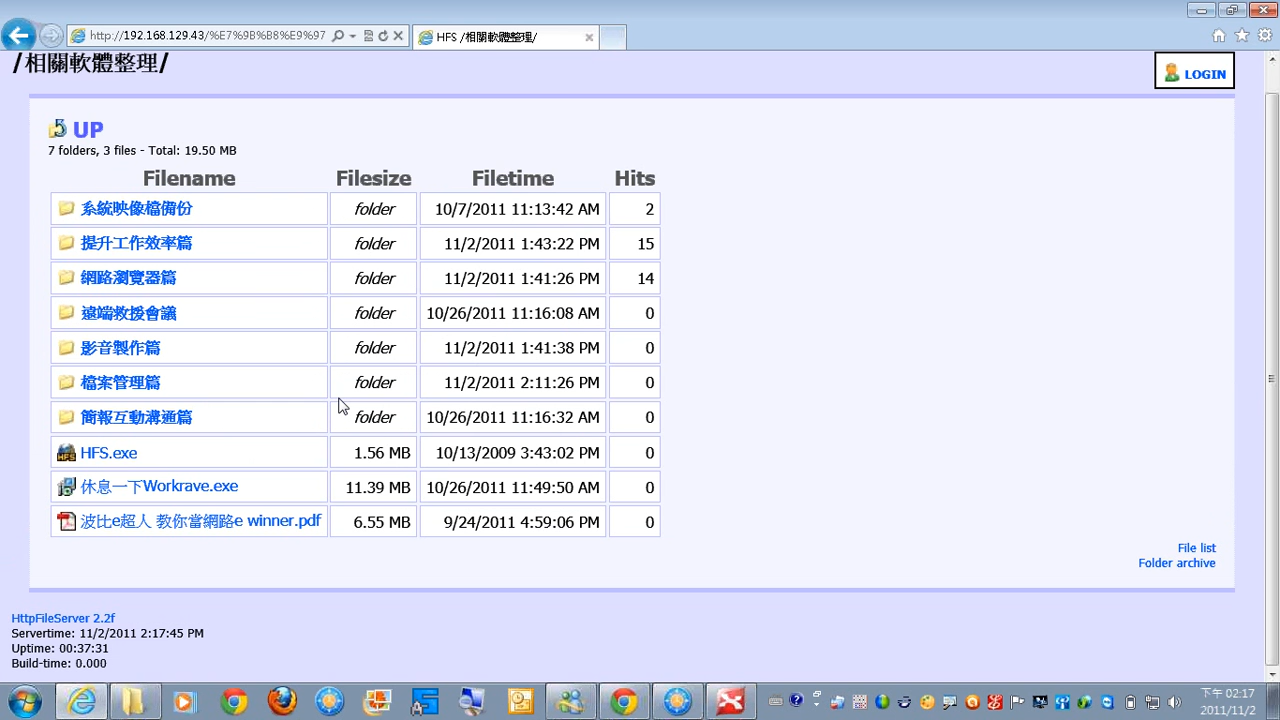 http://192.168.129.43/%E7%9B%B8%E9%97
HFS /相關軟體整理/
/相關軟體整理/
LOGIN
UP
7 folders, 3 files - Total: 19.50 MB
Filename Filesize Filetime Hits
系統映像檔備份 folder 10/7/2011 11:13:42 AM 2
提升工作效率篇 folder 11/2/2011 1:43:22 PM 15
網路瀏覽器篇 folder 11/2/2011 1:41:26 PM 14
遠端救援會議 folder 10/26/2011 11:16:08 AM 0
影音製作篇 folder 11/2/2011 1:41:38 PM 0
檔案管理篇 folder 11/2/2011 2:11:26 PM 0
簡報互動溝通篇 folder 10/26/2011 11:16:32 AM 0
HFS.exe 1.56 MB 10/13/2009 3:43:02 PM 0
休息一下Workrave.exe 11.39 MB 10/26/2011 11:49:50 AM 0
波比e超人 教你當網路e winner.pdf 6.55 MB 9/24/2011 4:59:06 PM 0
File list
Folder archive
HttpFileServer 2.2f
Servertime: 11/2/2011 2:17:45 PM
Uptime: 00:37:31
Build-time: 0.000
下午 02:17
2011/11/2